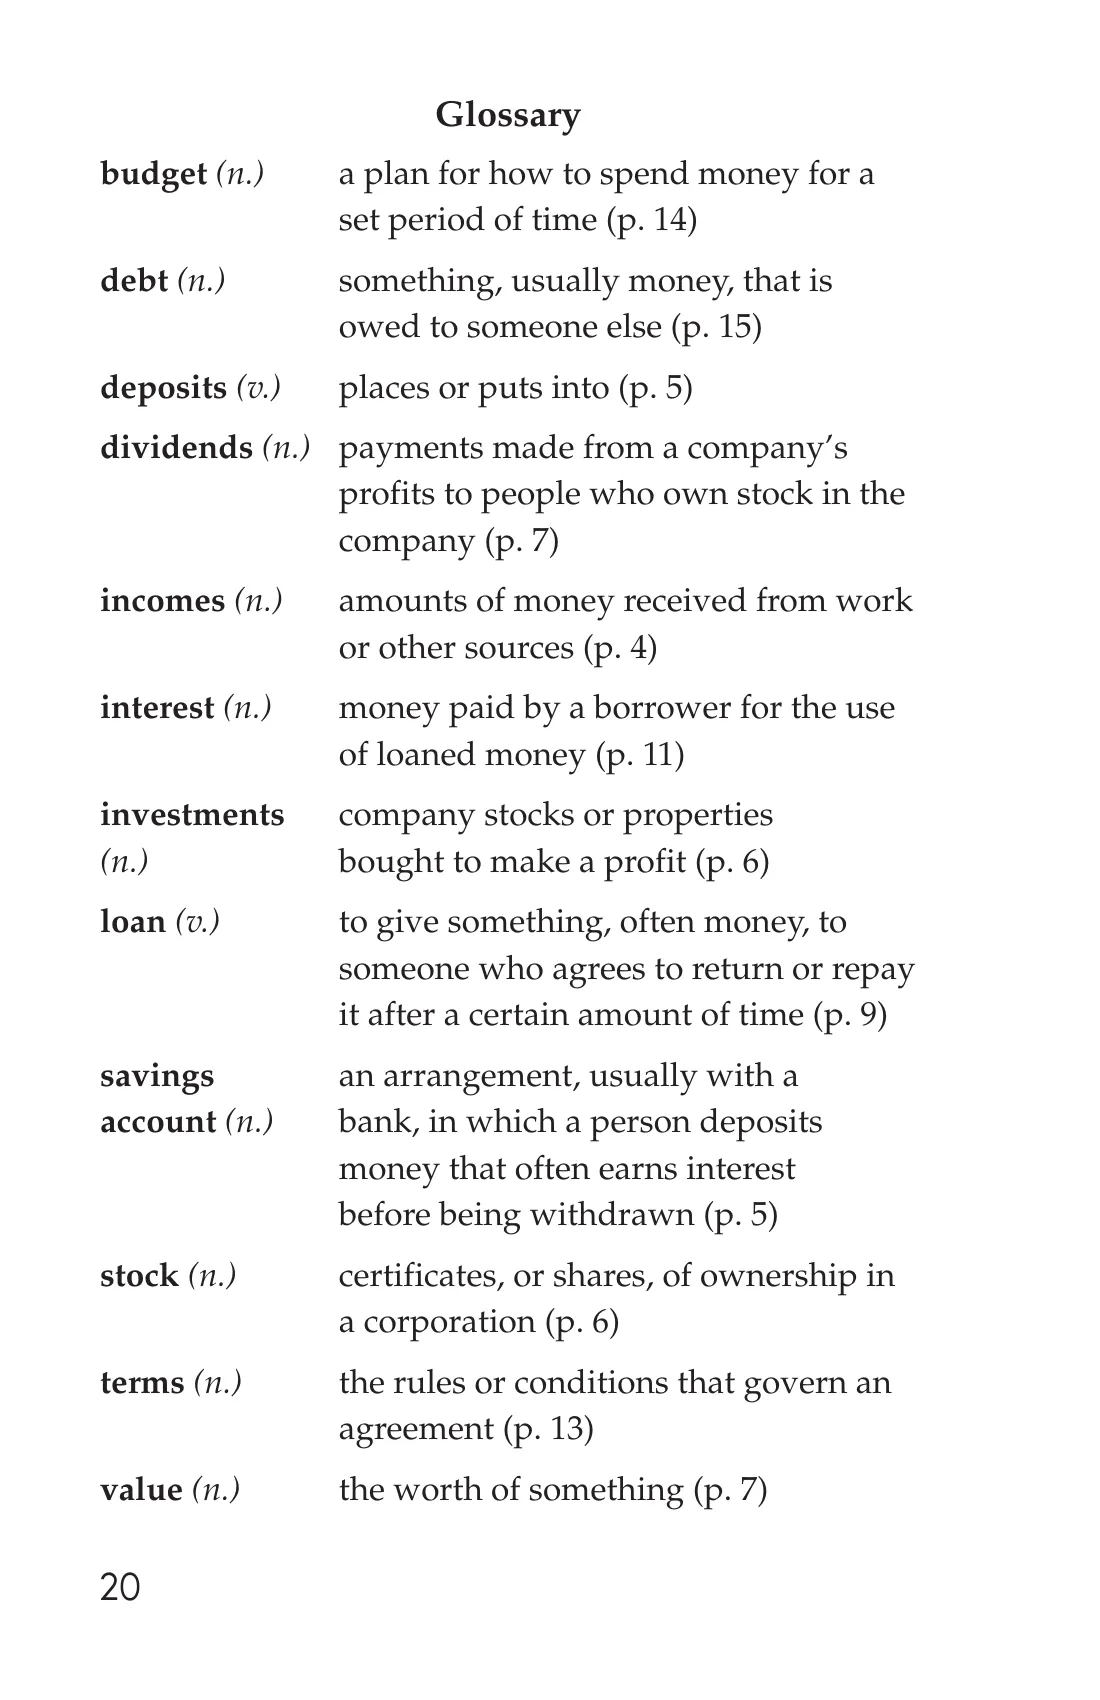 Glossary
budget (n.) a plan for how to spend money for a
set period of time (p. 14)
debt (n.) something, usually money, that is
owed to someone else (p. 15)
deposits (v.) places or puts into (p. 5)
dividends (n.) payments made from a company’s
profits to people who own stock in the
company (p. 7)
incomes (n.) amounts of money received from work
or other sources (p. 4)
interest (n.) money paid by a borrower for the use
of loaned money (p. 11)
investments company stocks or properties
(n.) bought to make a profit (p. 6)
loan (v.) to give something, often money, to
someone who agrees to return or repay
it after a certain amount of time (p. 9)
savings an arrangement, usually with a
account (n.) bank, in which a person deposits
money that often earns interest
before being withdrawn (p. 5)
stock (n.) certificates, or shares, of ownership in
a corporation (p. 6)
terms (n.) the rules or conditions that govern an
agreement (p. 13)
value (n.) the worth of something (p. 7)
20